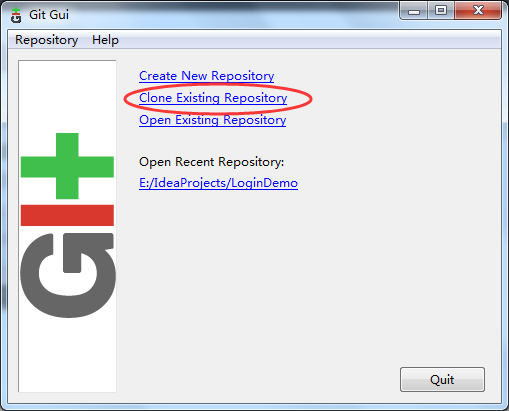 Git Gui
Repository Help
Create New Repository
Clone Existing Repository
Open Existing Repository
Open Recent Repository:
E:/IdeaProjects/LoginDemo
GIt
Quit